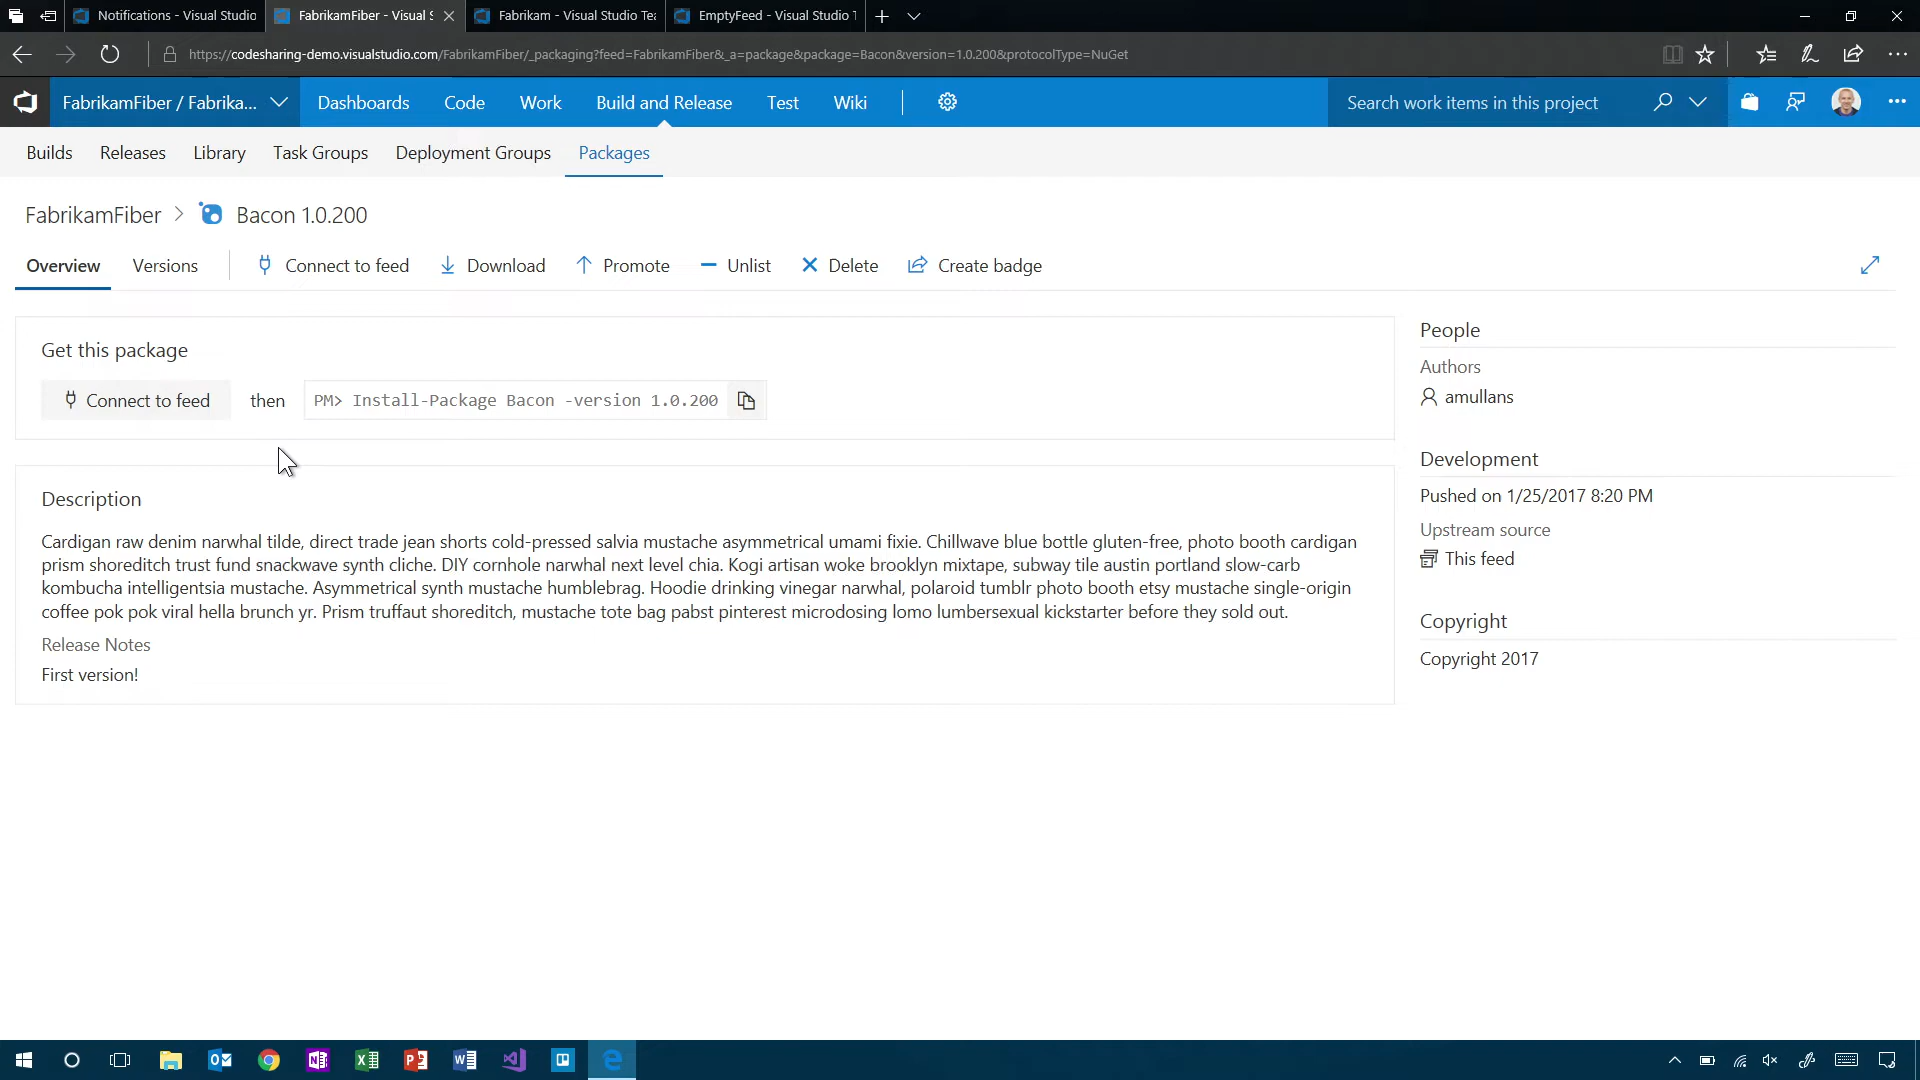 Notifications - Visual Studio
FabrikamFiber - Visual S
Fabrikam - Visual Studio Tea
EmptyFeed - Visual Studio T
https://codesharing-demo.visualstudio.com/FabrikamFiber/_packaging?feed=FabrikamFiber&_a=package&package=Bacon&version=1.0.200&protocolType=NuGet
FabrikamFiber / Fabrika...
Dashboards
Code
Work
Build and Release
Test
Wiki
Search work items in this project
Builds
Releases
Library
Task Groups
Deployment Groups
Packages
FabrikamFiber
Bacon 1.0.200
Overview
Versions
Connect to feed
Download
Promote
Unlist
Delete
Create badge
Get this package
Connect to feed
then
PM> Install-Package Bacon -version 1.0.200
Description
Cardigan raw denim narwhal tilde, direct trade jean shorts cold-pressed salvia mustache asymmetrical umami fixie. Chillwave blue bottle gluten-free, photo booth cardigan
prism shoreditch trust fund snackwave synth cliche. DIY cornhole narwhal next level chia. Kogi artisan woke brooklyn mixtape, subway tile austin portland slow-carb
kombucha intelligentsia mustache. Asymmetrical synth mustache humblebrag. Hoodie drinking vinegar narwhal, polaroid tumblr photo booth etsy mustache single-origin
coffee pok pok viral hella brunch yr. Prism truffaut shoreditch, mustache tote bag pabst pinterest microdosing lomo lumbersexual kickstarter before they sold out.
Release Notes
First version!
People
Authors
amullans
Development
Pushed on 1/25/2017 8:20 PM
Upstream source
This feed
Copyright
Copyright 2017